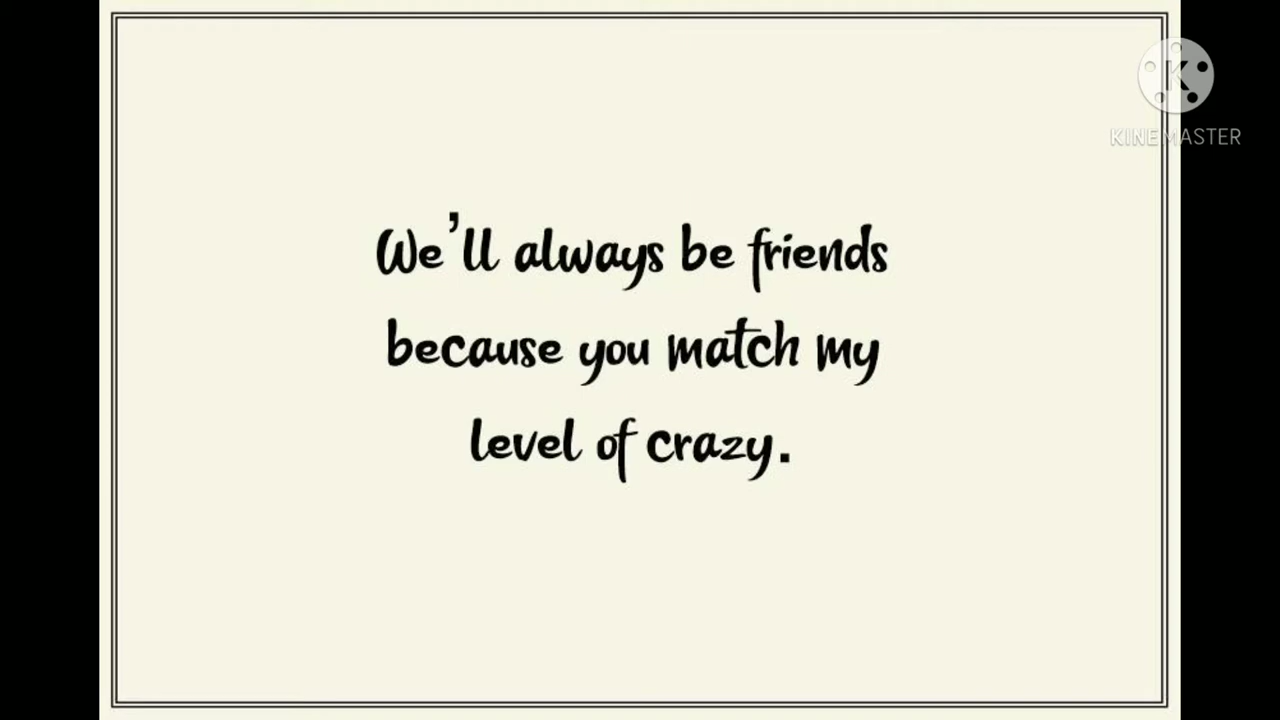 K
KINEMASTER
We’ll always be friends
because you match my
level of crazy.